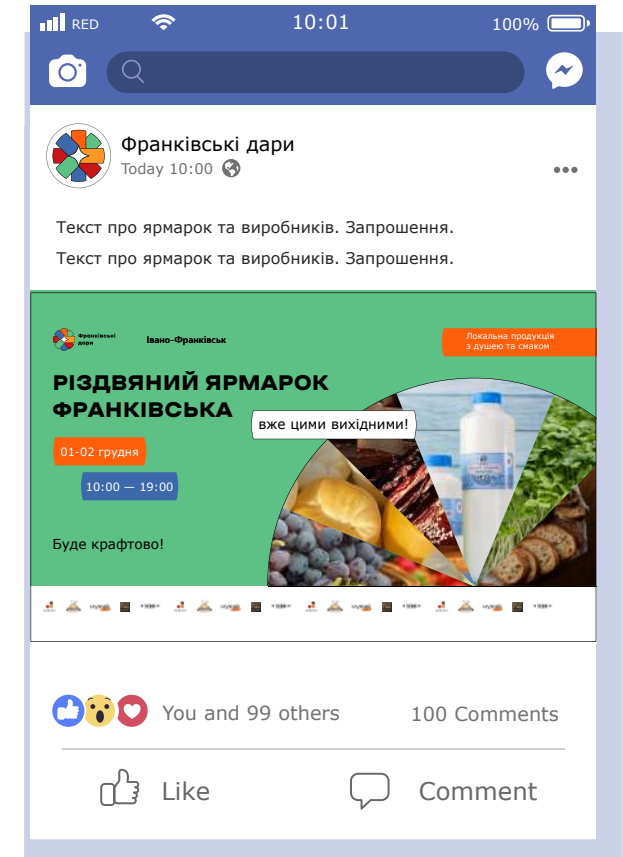 RED
10:01
100%
Франківські дари
Today 10:00
Текст про ярмарок та виробників. Запрошення.
Текст про ярмарок та виробників. Запрошення.
Франківські
дари
Івано-Франківськ
Локальна продукція
з душею та смаком
РІЗДВЯНИЙ ЯРМАРОК
ФРАНКІВСЬКА
вже цими вихідними!
01-02 грудня
10:00 — 19:00
Буде крафтово!
You and 99 others
100 Comments
Like
Comment